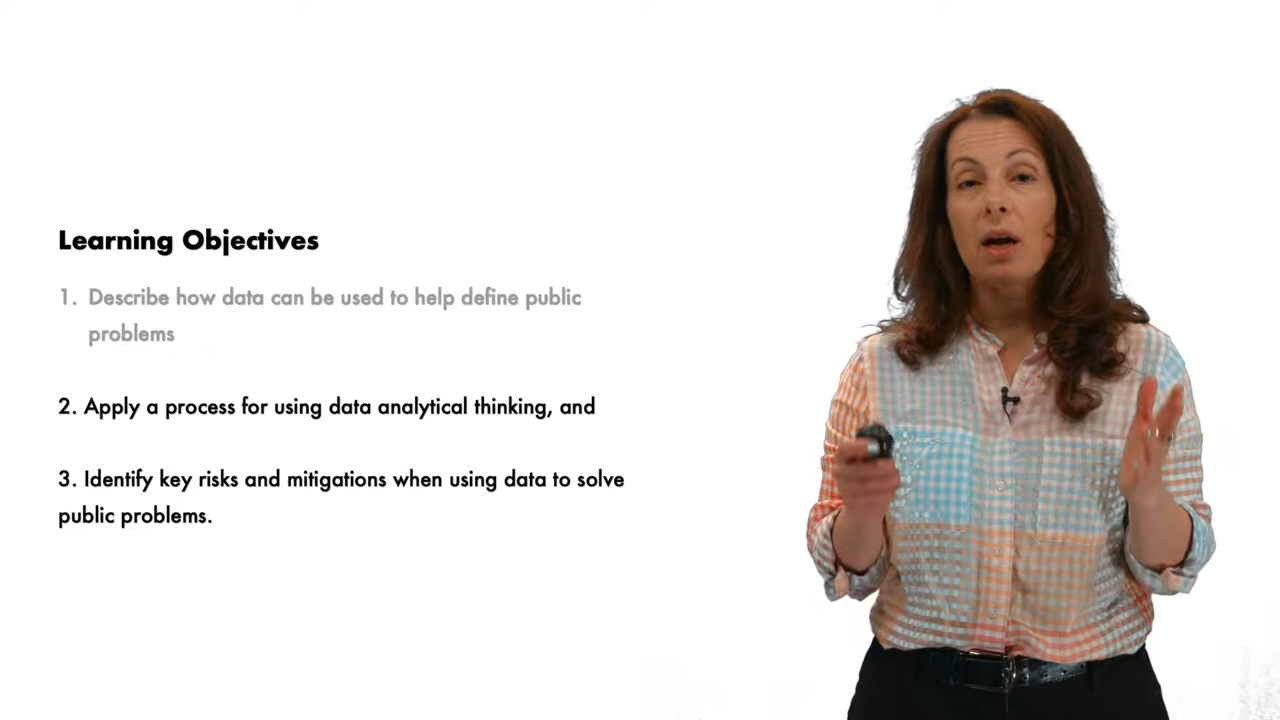 Learning Objectives
1. Describe how data can be used to help define public
problems
2. Apply a process for using data analytical thinking, and
3. Identify key risks and mitigations when using data to solve
public problems.